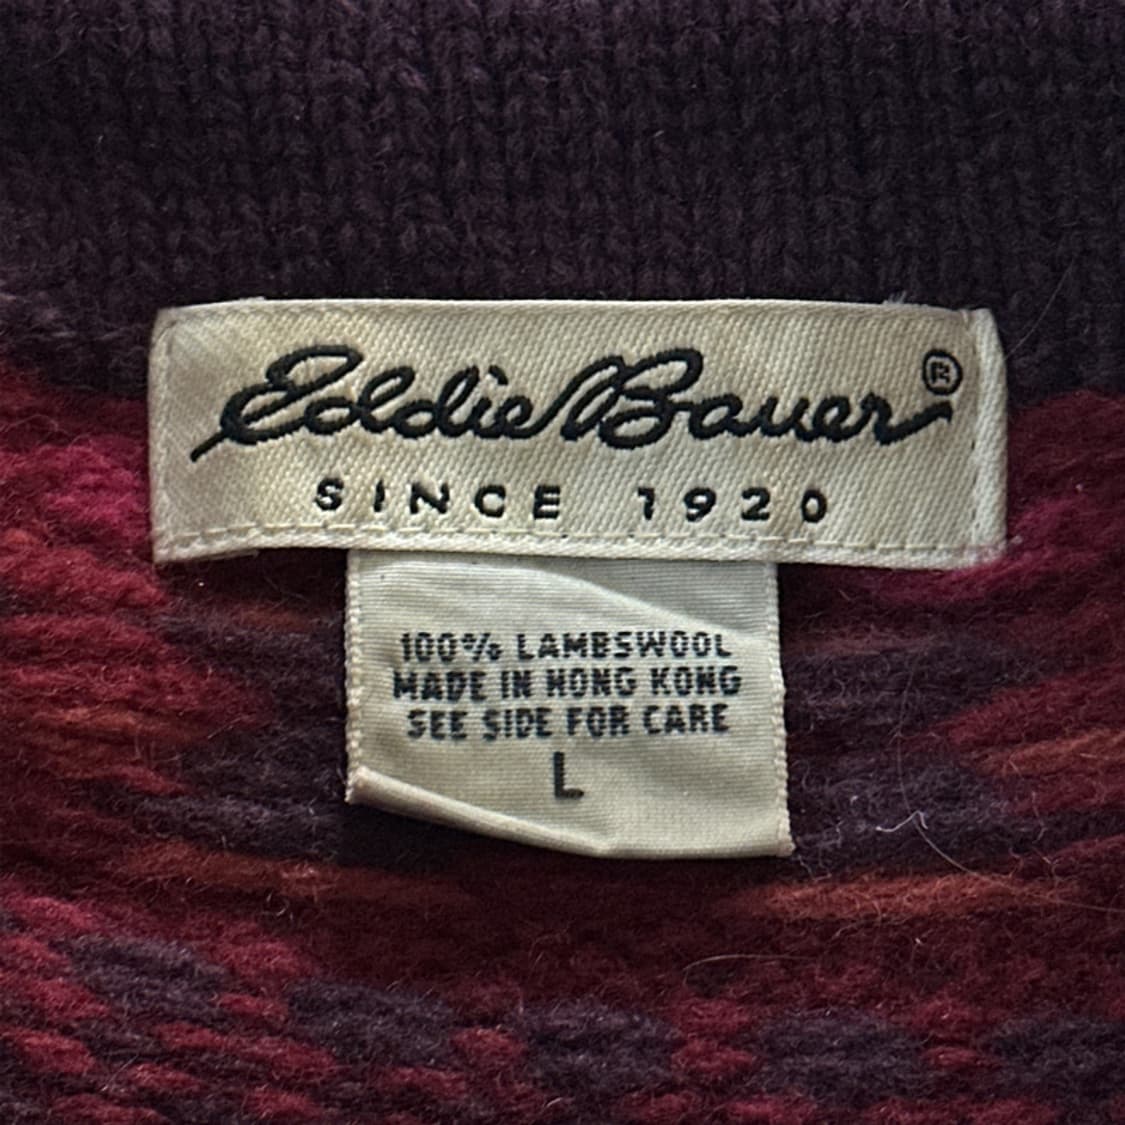 Eddie Bauer®
SINCE 1920
100% LAMBSWOOL
MADE IN HONG KONG
SEE SIDE FOR CARE
L